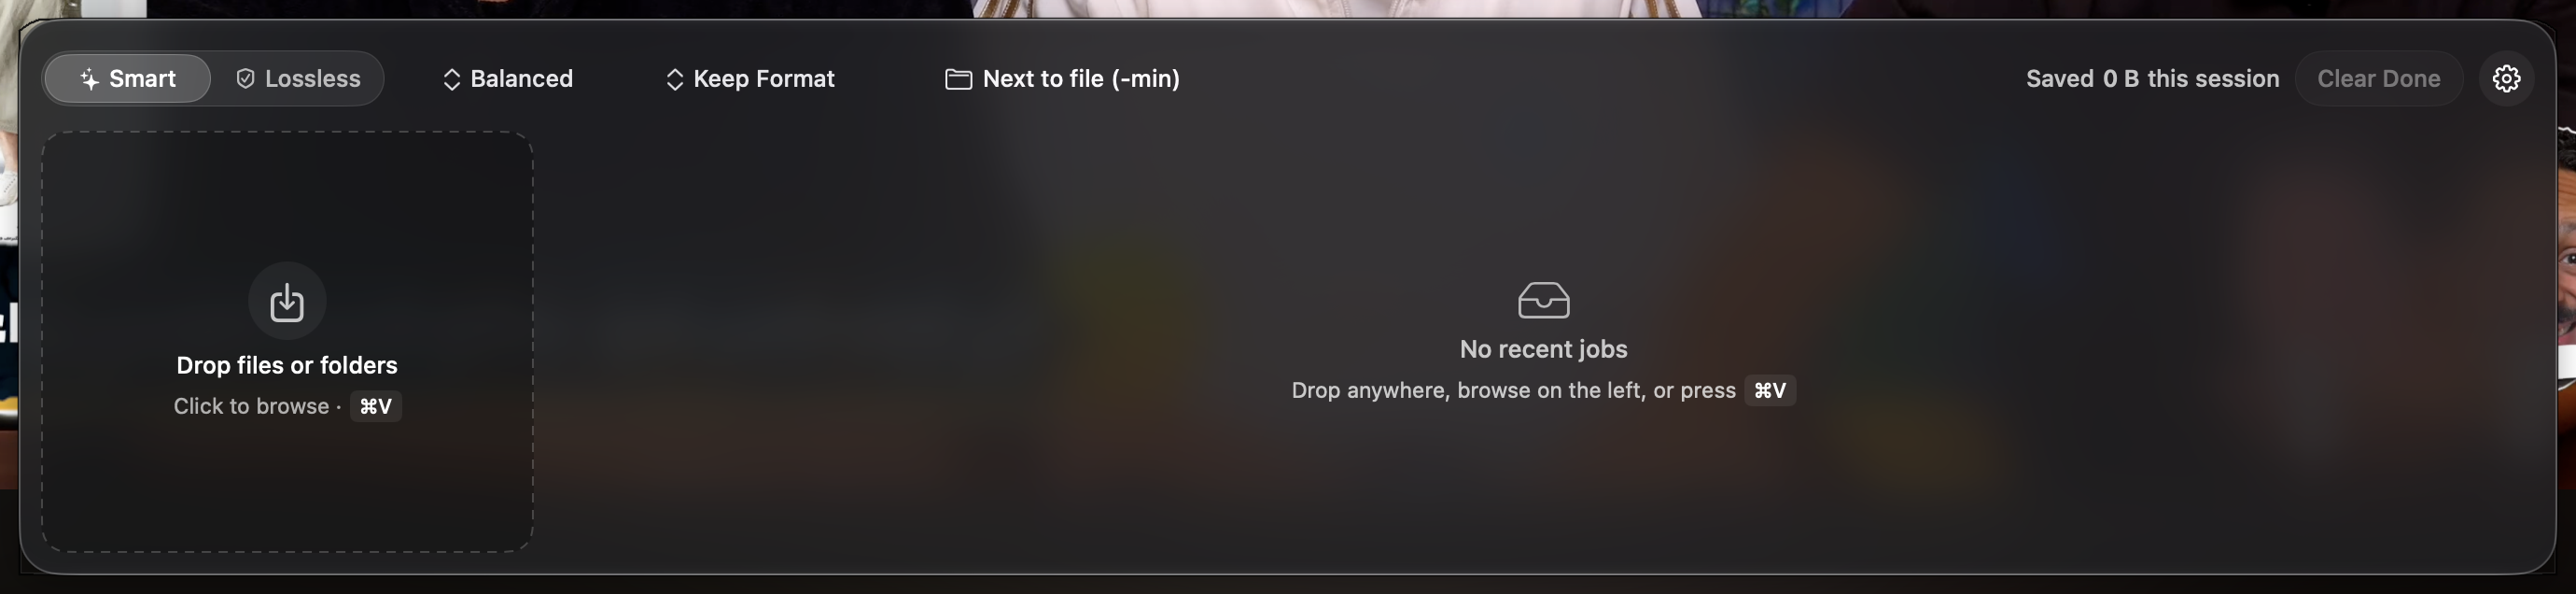 Smart
Lossless
Balanced
Keep Format
Next to file (-min)
Saved 0 B this session
Clear Done
Drop files or folders
Click to browse · ⌘V
No recent jobs
Drop anywhere, browse on the left, or press ⌘V